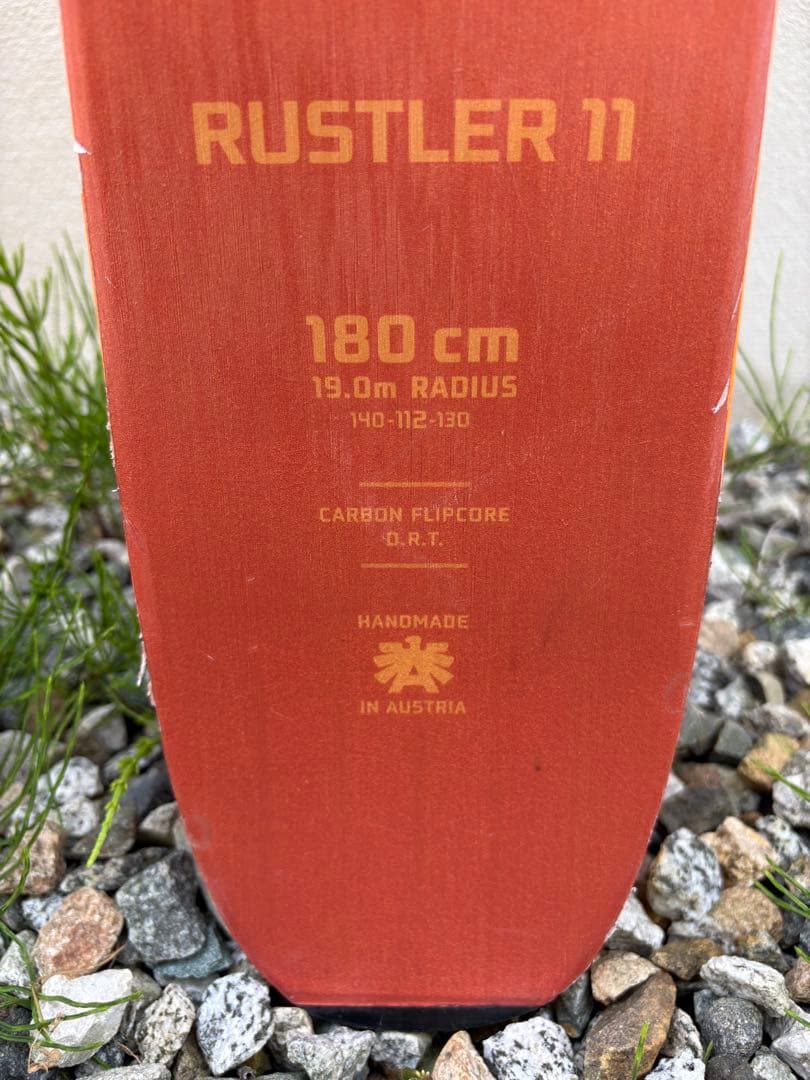 RUSTLER 11
180 cm
19.0m RADIUS
140-112-130
CARBON FLIPCORE
D.R.T.
HANDMADE
IN AUSTRIA